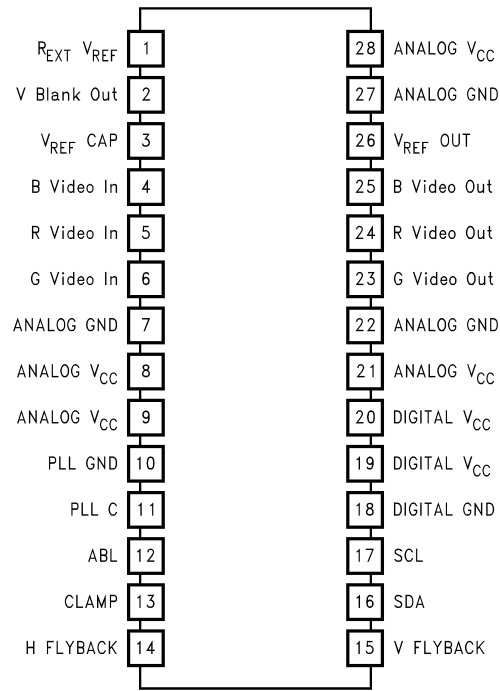 R_EXT V_REF 1 28 ANALOG V_CC
V Blank Out 2 27 ANALOG GND
V_REF CAP 3 26 V_REF OUT
B Video In 4 25 B Video Out
R Video In 5 24 R Video Out
G Video In 6 23 G Video Out
ANALOG GND 7 22 ANALOG GND
ANALOG V_CC 8 21 ANALOG V_CC
ANALOG V_CC 9 20 DIGITAL V_CC
PLL GND 10 19 DIGITAL V_CC
PLL C 11 18 DIGITAL GND
ABL 12 17 SCL
CLAMP 13 16 SDA
H FLYBACK 14 15 V FLYBACK